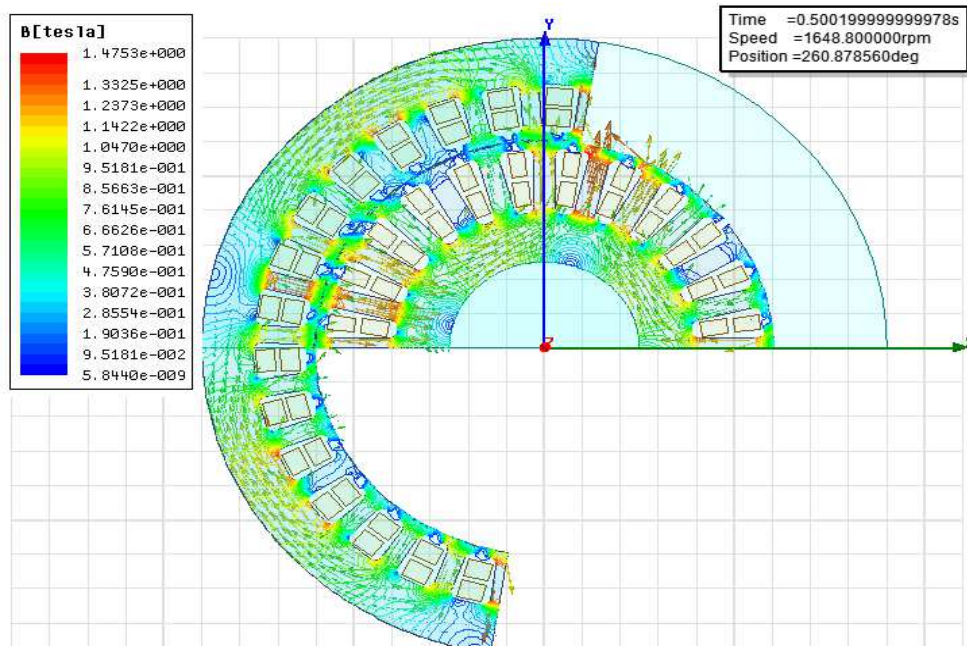 B[tesla]
1.4753e+000
1.3325e+000
1.2373e+000
1.1422e+000
1.0470e+000
9.5181e-001
8.5663e-001
7.6145e-001
6.6626e-001
5.7108e-001
4.7590e-001
3.8072e-001
2.8554e-001
1.9036e-001
9.5181e-002
5.8440e-009
Y
Time =0.500199999999978s
Speed =1648.800000rpm
Position =260.878560deg